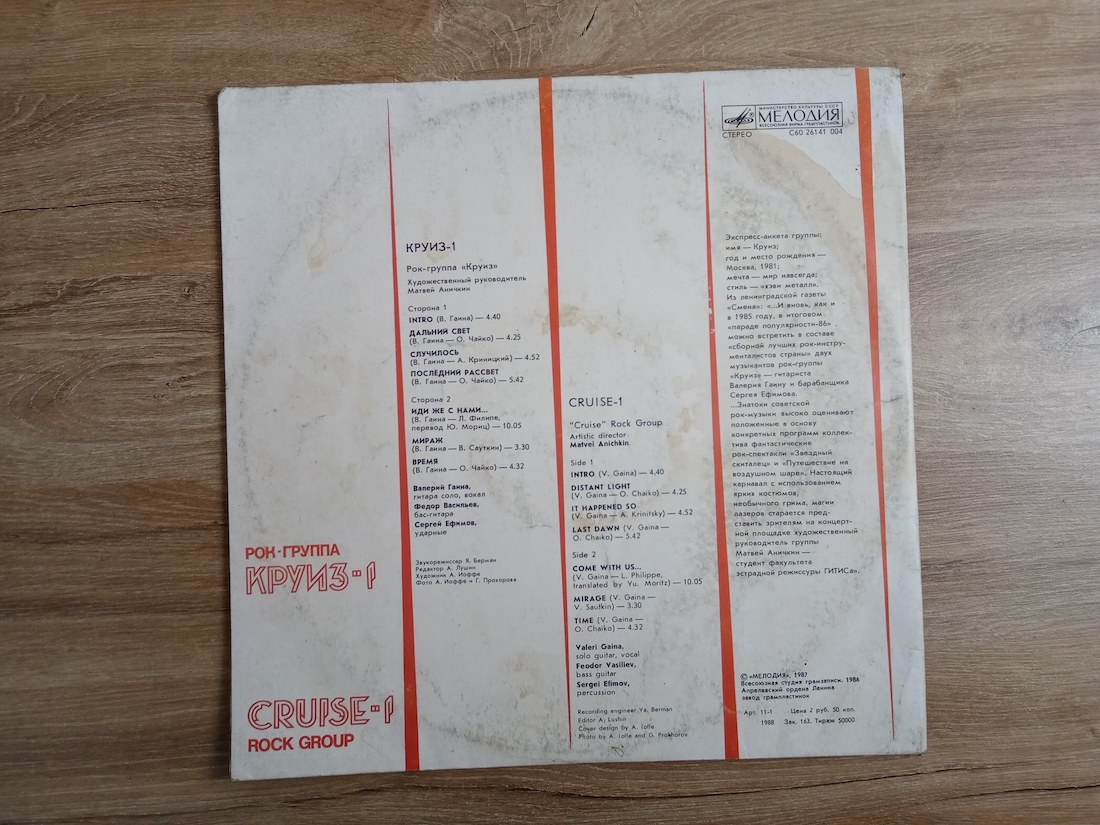 МИНИСТЕРСТВО КУЛЬТУРЫ СССР
МЕЛОДИЯ
ВСЕСОЮЗНАЯ ФИРМА ГРАМПЛАСТИНОК
СТЕРЕО С60 26141 004
РОК-ГРУППА
КРУИЗ-1
CRUISE-1
ROCK GROUP
КРУИЗ-1
Рок-группа «Круиз»
Художественный руководитель
Матвей Аничкин
Сторона 1
INTRO (В. Гаина) — 4.40
ДАЛЬНИЙ СВЕТ
(В. Гаина — О. Чайко) — 4.25
СЛУЧИЛОСЬ
(В. Гаина — А. Криницкий) — 4.52
ПОСЛЕДНИЙ РАССВЕТ
(В. Гаина — О. Чайко) — 5.42
Сторона 2
ИДИ ЖЕ С НАМИ...
(В. Гаина — Л. Филипе,
перевод Ю. Мориц) — 10.05
МИРАЖ
(В. Гаина — В. Сауткин) — 3.30
ВРЕМЯ
(В. Гаина — О. Чайко) — 4.32
Валерий Гаина,
гитара соло, вокал
Федор Васильев,
бас-гитара
Сергей Ефимов,
ударные
Звукорежиссер Я. Берман
Редактор А. Лушин
Художник А. Иоффе
Фото А. Иоффе и Г. Прохорова
CRUISE-1
"Cruise" Rock Group
Artistic director
Matvei Anichkin
Side 1
INTRO (V. Gaina) — 4.40
DISTANT LIGHT
(V. Gaina — O. Chaiko) — 4.25
IT HAPPENED SO
(V. Gaina — A. Krinitsky) — 4.52
LAST DAWN (V. Gaina —
O. Chaiko) — 5.42
Side 2
COME WITH US...
(V. Gaina — L. Philippe,
translated by Yu. Moritz) — 10.05
MIRAGE (V. Gaina —
V. Sautkin) — 3.30
TIME (V. Gaina —
O. Chaiko) — 4.32
Valeri Gaina,
solo guitar, vocal
Feodor Vasiliev,
bass guitar
Sergei Elimov,
percussion
Recording engineer Ya. Berman
Editor A. Lushin
Cover design by A. Ioffe
Photo by A. Ioffe and G. Prokhorov
Экспресс-анкета группы:
имя — Круиз;
год и место рождения —
Москва, 1981;
мечта — мир навсегда;
стиль — «хэви металл».
Из ленинградской газеты
«Смена»: «...И вновь, как и
в 1985 году, в итоговом
«параде популярности-86»
можно встретить в составе
«сборной лучших рок-инстру-
менталистов страны» двух
музыкантов рок-группы
«Круиз» — гитариста
Валерия Гаину и барабанщика
Сергея Ефимова.
...Знатоки советской
рок-музыки высоко оценивают
положенные в основу
конкретных программ коллек-
тива фантастические
рок-спектакли «Звездный
скиталец» и «Путешествие на
воздушном шаре». Настоящий
карнавал с использованием
ярких костюмов,
необычного грима, магии
лазеров старается пред-
ставить зрителям на концерт-
ной площадке художественный
руководитель группы
Матвей Аничкин —
студент факультета
эстрадной режиссуры ГИТИСа».
© «МЕЛОДИЯ», 1987
Всесоюзная студия грамзаписи, 1986
Апрелевский ордена Ленина
завод грампластинок
Арт. 11-1 Цена 2 руб. 50 коп.
1988 Зак. 163. Тираж 50000